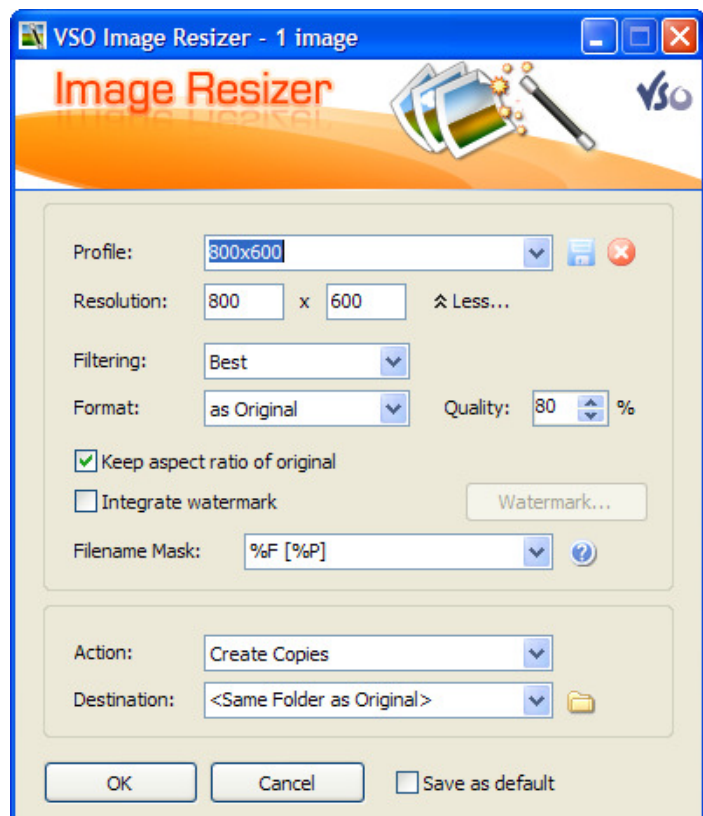 VSO Image Resizer - 1 image
Image Resizer
VSO
Profile: 800x600
Resolution: 800 x 600 Less...
Filtering: Best
Format: as Original Quality: 80 %
Keep aspect ratio of original
Integrate watermark Watermark...
Filename Mask: %F [%P] ?
Action: Create Copies
Destination: <Same Folder as Original>
OK Cancel Save as default